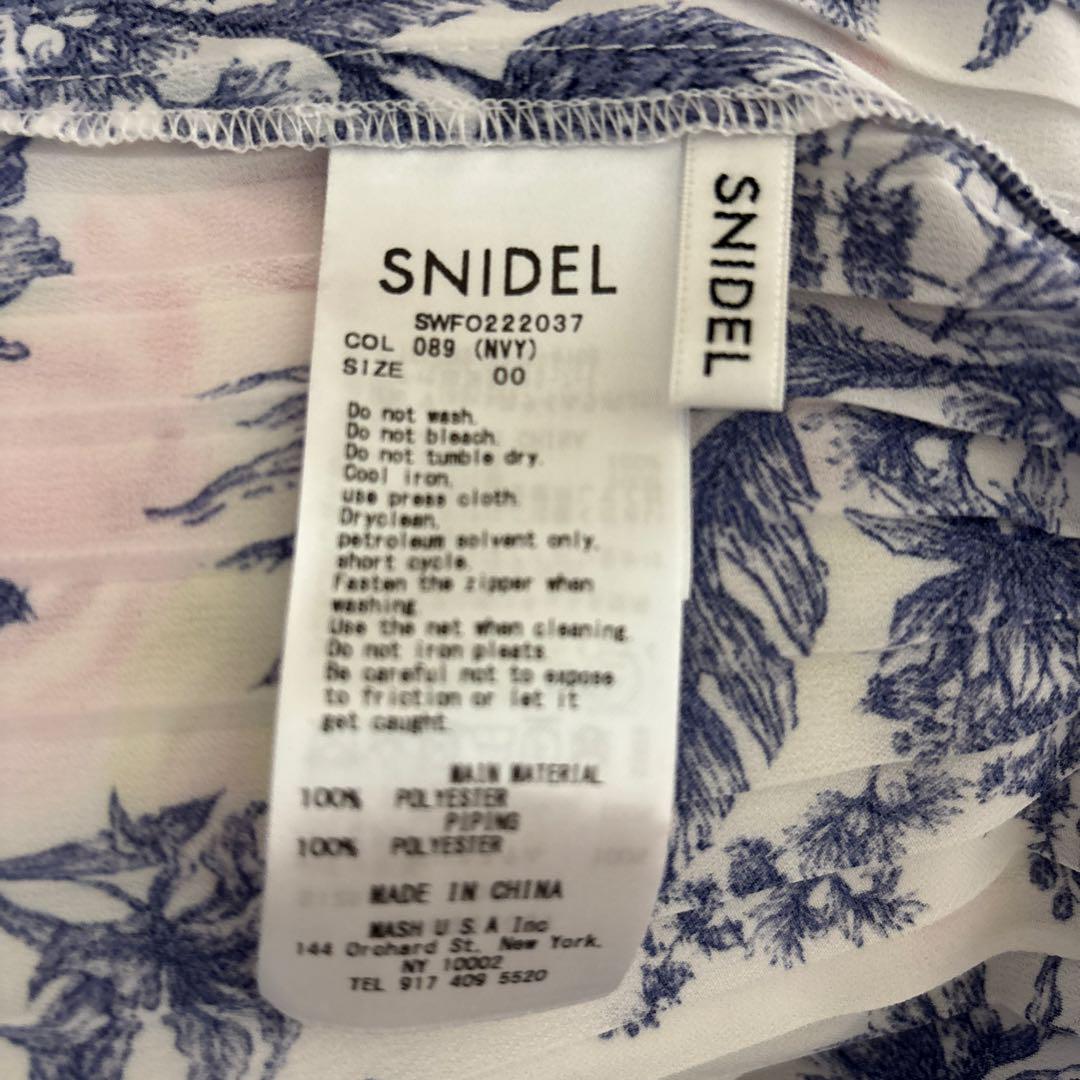 SNIDEL
SWFO222037
COL 089 (NVY)
SIZE 00
Do not wash.
Do not bleach.
Do not tumble dry.
Cool iron.
use press cloth.
Dryclean.
petroleum solvent only.
short cycle.
Fasten the zipper when
washing.
Use the net when cleaning.
Do not iron pleats.
Be careful not to expose
to friction or let it
get caught.
MAIN MATERIAL
100% POLYESTER
PIPING
100% POLYESTER
MADE IN CHINA
MASH U S.A Inc
144 Orchard St. New York.
NY 10002
TEL 917 409 5520
SNIDEL